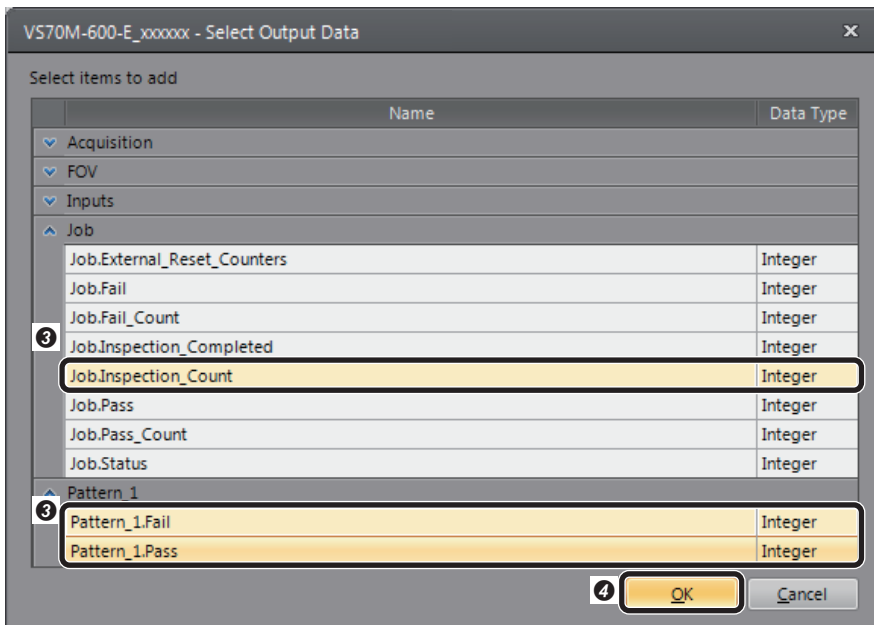 VS70M-600-E_xxxxxx - Select Output Data
Select items to add
Name Data Type
Acquisition
FOV
Inputs
Job
Job.External_Reset_Counters Integer
Job.Fail Integer
Job.Fail_Count Integer
3
Job.Inspection_Completed Integer
Job.Inspection_Count Integer
Job.Pass Integer
Job.Pass_Count Integer
Job.Status Integer
Pattern_1
3
Pattern_1.Fail Integer
Pattern_1.Pass Integer
4 OK Cancel